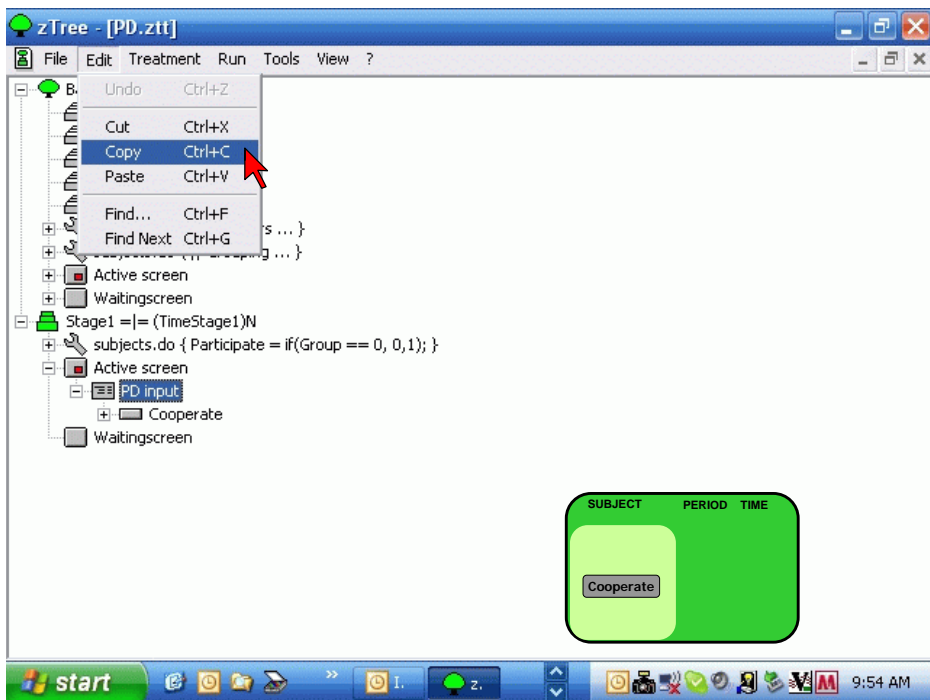 zTree - [PD.ztt]
File Edit Treatment Run Tools View ?
B
Undo Ctrl+Z
Cut Ctrl+X
Copy Ctrl+C
Paste Ctrl+V
Find... Ctrl+F
Find Next Ctrl+G
s ... }
... }
Active screen
Waitingscreen
Stage1 =|= (TimeStage1)N
subjects.do { Participate = if(Group == 0, 0,1); }
Active screen
PD input
Cooperate
Waitingscreen
SUBJECT PERIOD TIME
Cooperate
start I. z. 9:54 AM